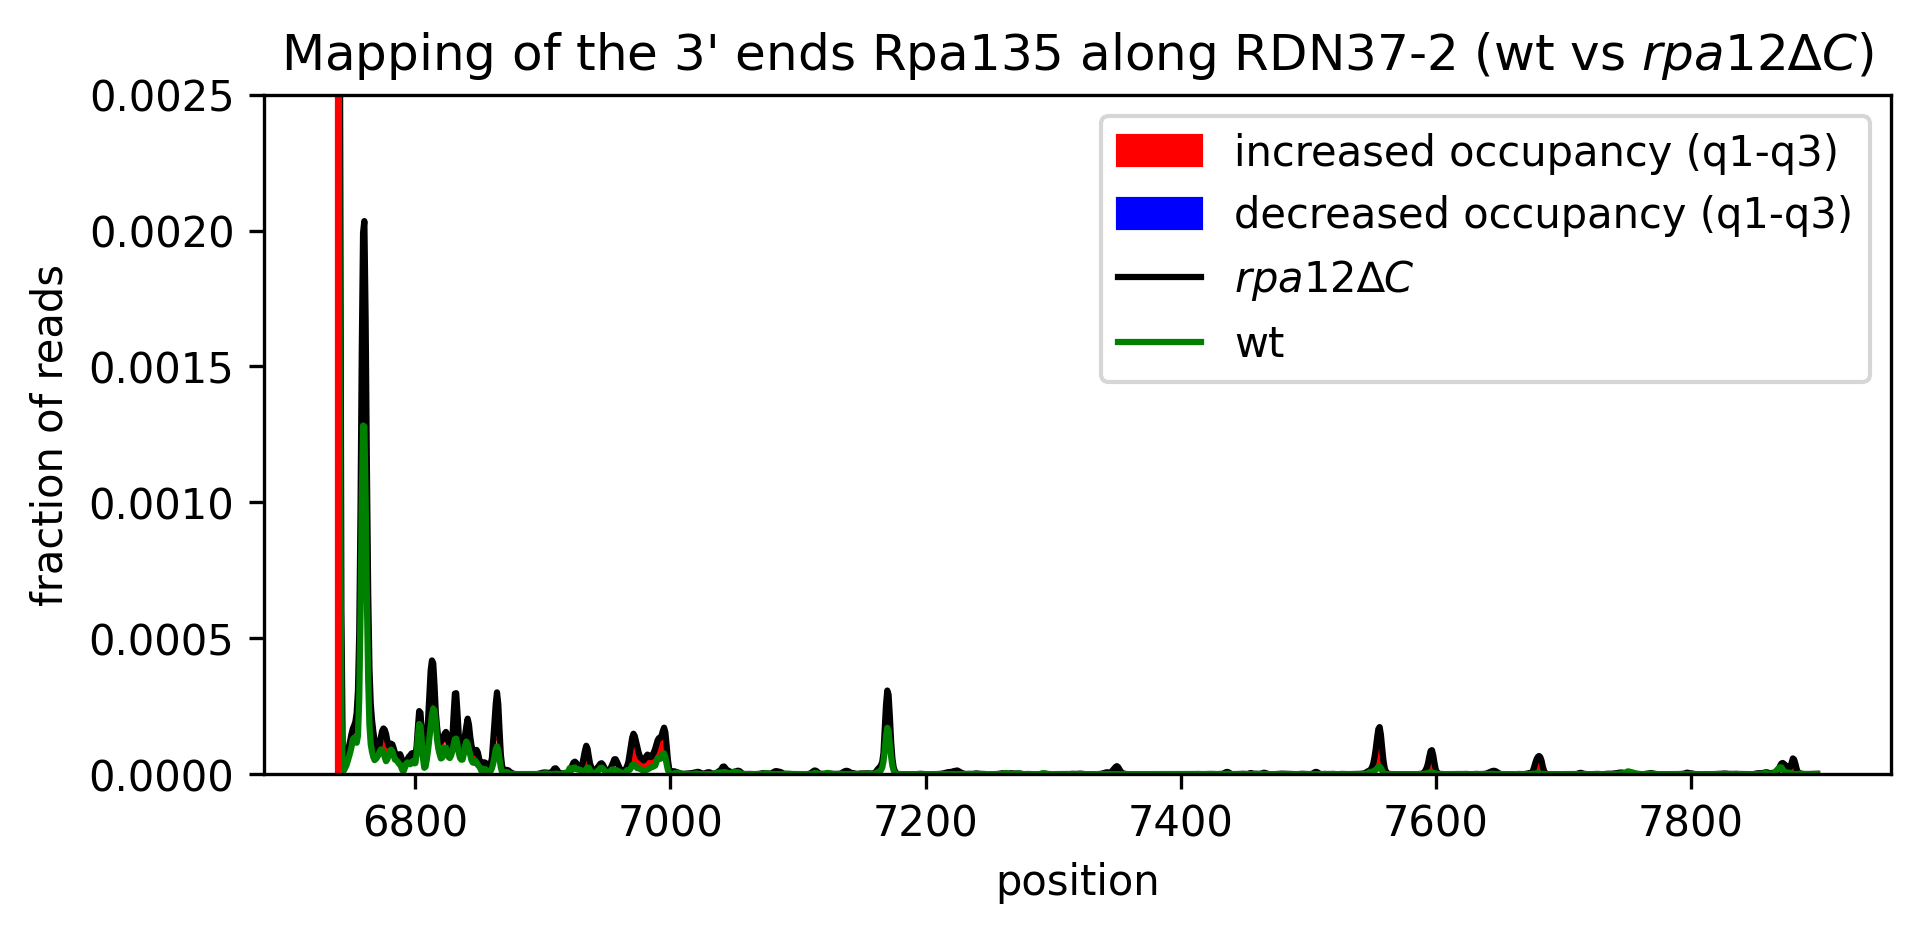 Mapping of the 3' ends Rpa135 along RDN37-2 (wt vs rpa12ΔC)
0.0025
0.0020
0.0015
0.0010
0.0005
0.0000
fraction of reads
increased occupancy (q1-q3)
decreased occupancy (q1-q3)
rpa12ΔC
wt
6800 7000 7200 7400 7600 7800
position